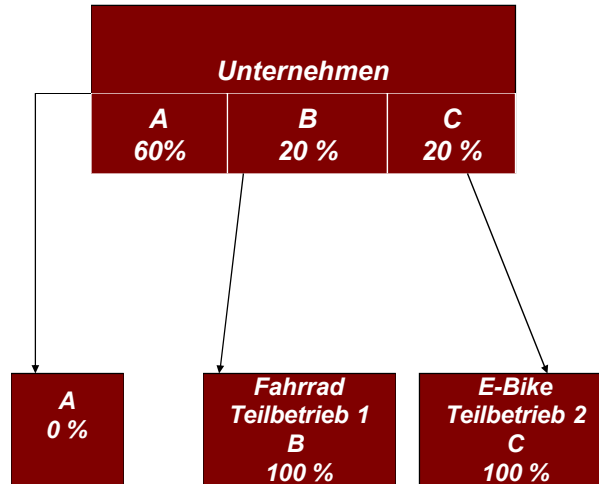 Unternehmen
A
60%
B
20 %
C
20 %
A
0 %
Fahrrad
Teilbetrieb 1
B
100 %
E-Bike
Teilbetrieb 2
C
100 %